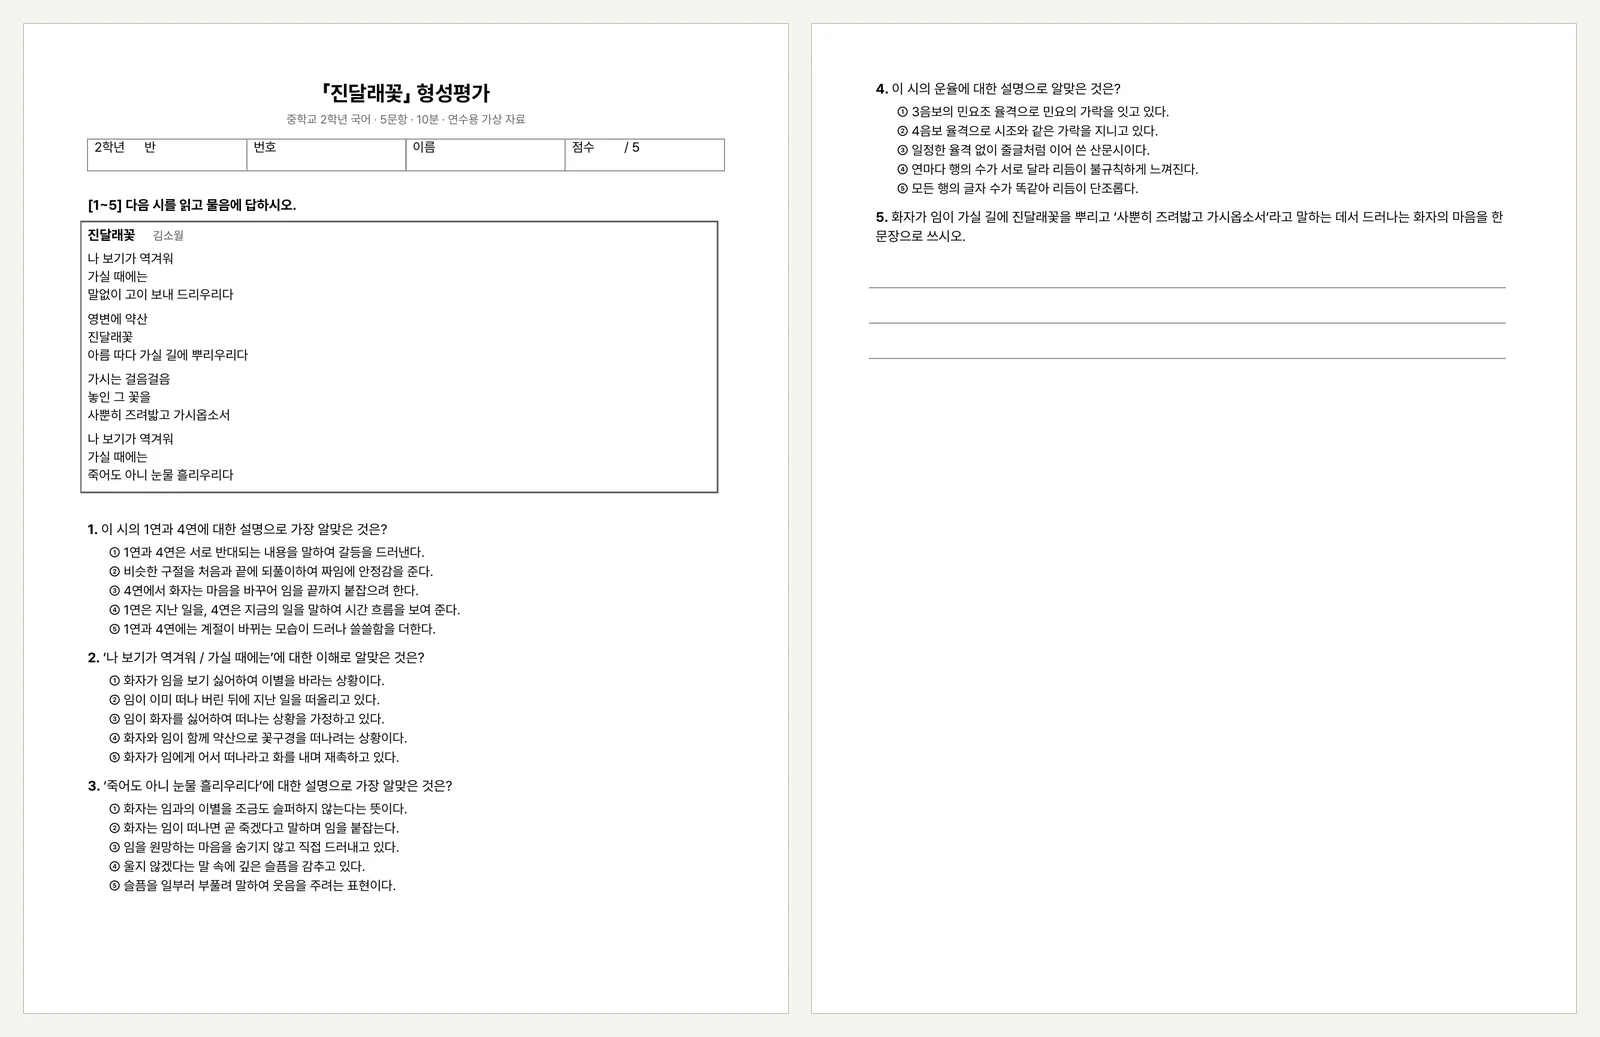 「진달래꽃」 형성평가
중학교 2학년 국어 · 5문항 · 10분 · 연수용 가상 자료
2학년 반 번호 이름 점수 / 5
[1~5] 다음 시를 읽고 물음에 답하시오.
진달래꽃 김소월
나 보기가 역겨워
가실 때에는
말없이 고이 보내 드리우리다
영변에 약산
진달래꽃
아름 따다 가실 길에 뿌리우리다
가시는 걸음걸음
놓인 그 꽃을
사뿐히 즈려밟고 가시옵소서
나 보기가 역겨워
가실 때에는
죽어도 아니 눈물 흘리우리다
1. 이 시의 1연과 4연에 대한 설명으로 가장 알맞은 것은?
① 1연과 4연은 서로 반대되는 내용을 말하여 갈등을 드러낸다.
② 비슷한 구절을 처음과 끝에 되풀이하여 짜임에 안정감을 준다.
③ 4연에서 화자는 마음을 바꾸어 임을 끝까지 붙잡으려 한다.
④ 1연은 지난 일을, 4연은 지금의 일을 말하여 시간 흐름을 보여 준다.
⑤ 1연과 4연에는 계절이 바뀌는 모습이 드러나 쓸쓸함을 더한다.
2. ‘나 보기가 역겨워 / 가실 때에는’에 대한 이해로 알맞은 것은?
① 화자가 임을 보기 싫어하여 이별을 바라는 상황이다.
② 임이 이미 떠나 버린 뒤에 지난 일을 떠올리고 있다.
③ 임이 화자를 싫어하여 떠나는 상황을 가정하고 있다.
④ 화자와 임이 함께 약산으로 꽃구경을 떠나려는 상황이다.
⑤ 화자가 임에게 어서 떠나라고 화를 내며 재촉하고 있다.
3. ‘죽어도 아니 눈물 흘리우리다’에 대한 설명으로 가장 알맞은 것은?
① 화자는 임과의 이별을 조금도 슬퍼하지 않는다는 뜻이다.
② 화자는 임이 떠나면 곧 죽겠다고 말하며 임을 붙잡는다.
③ 임을 원망하는 마음을 숨기지 않고 직접 드러내고 있다.
④ 울지 않겠다는 말 속에 깊은 슬픔을 감추고 있다.
⑤ 슬픔을 일부러 부풀려 말하여 웃음을 주려는 표현이다.
4. 이 시의 운율에 대한 설명으로 알맞은 것은?
① 3음보의 민요조 율격으로 민요의 가락을 잇고 있다.
② 4음보 율격으로 시조와 같은 가락을 지니고 있다.
③ 일정한 율격 없이 줄글처럼 이어 쓴 산문시이다.
④ 연마다 행의 수가 서로 달라 리듬이 불규칙하게 느껴진다.
⑤ 모든 행의 글자 수가 똑같아 리듬이 단조롭다.
5. 화자가 임이 가실 길에 진달래꽃을 뿌리고 ‘사뿐히 즈려밟고 가시옵소서’라고 말하는 데서 드러나는 화자의 마음을 한
문장으로 쓰시오.